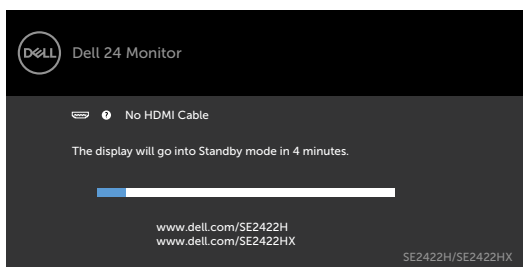 DELL Dell 24 Monitor
? No HDMI Cable
The display will go into Standby mode in 4 minutes.
www.dell.com/SE2422H
www.dell.com/SE2422HX
SE2422H/SE2422HX